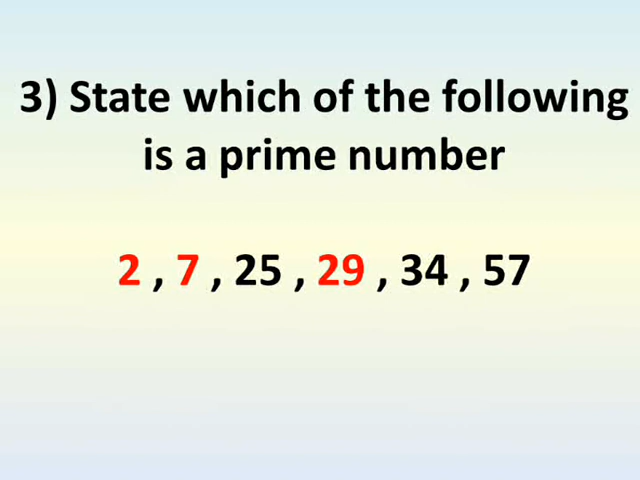 3) State which of the following
is a prime number
2 , 7 , 25 , 29 , 34 , 57